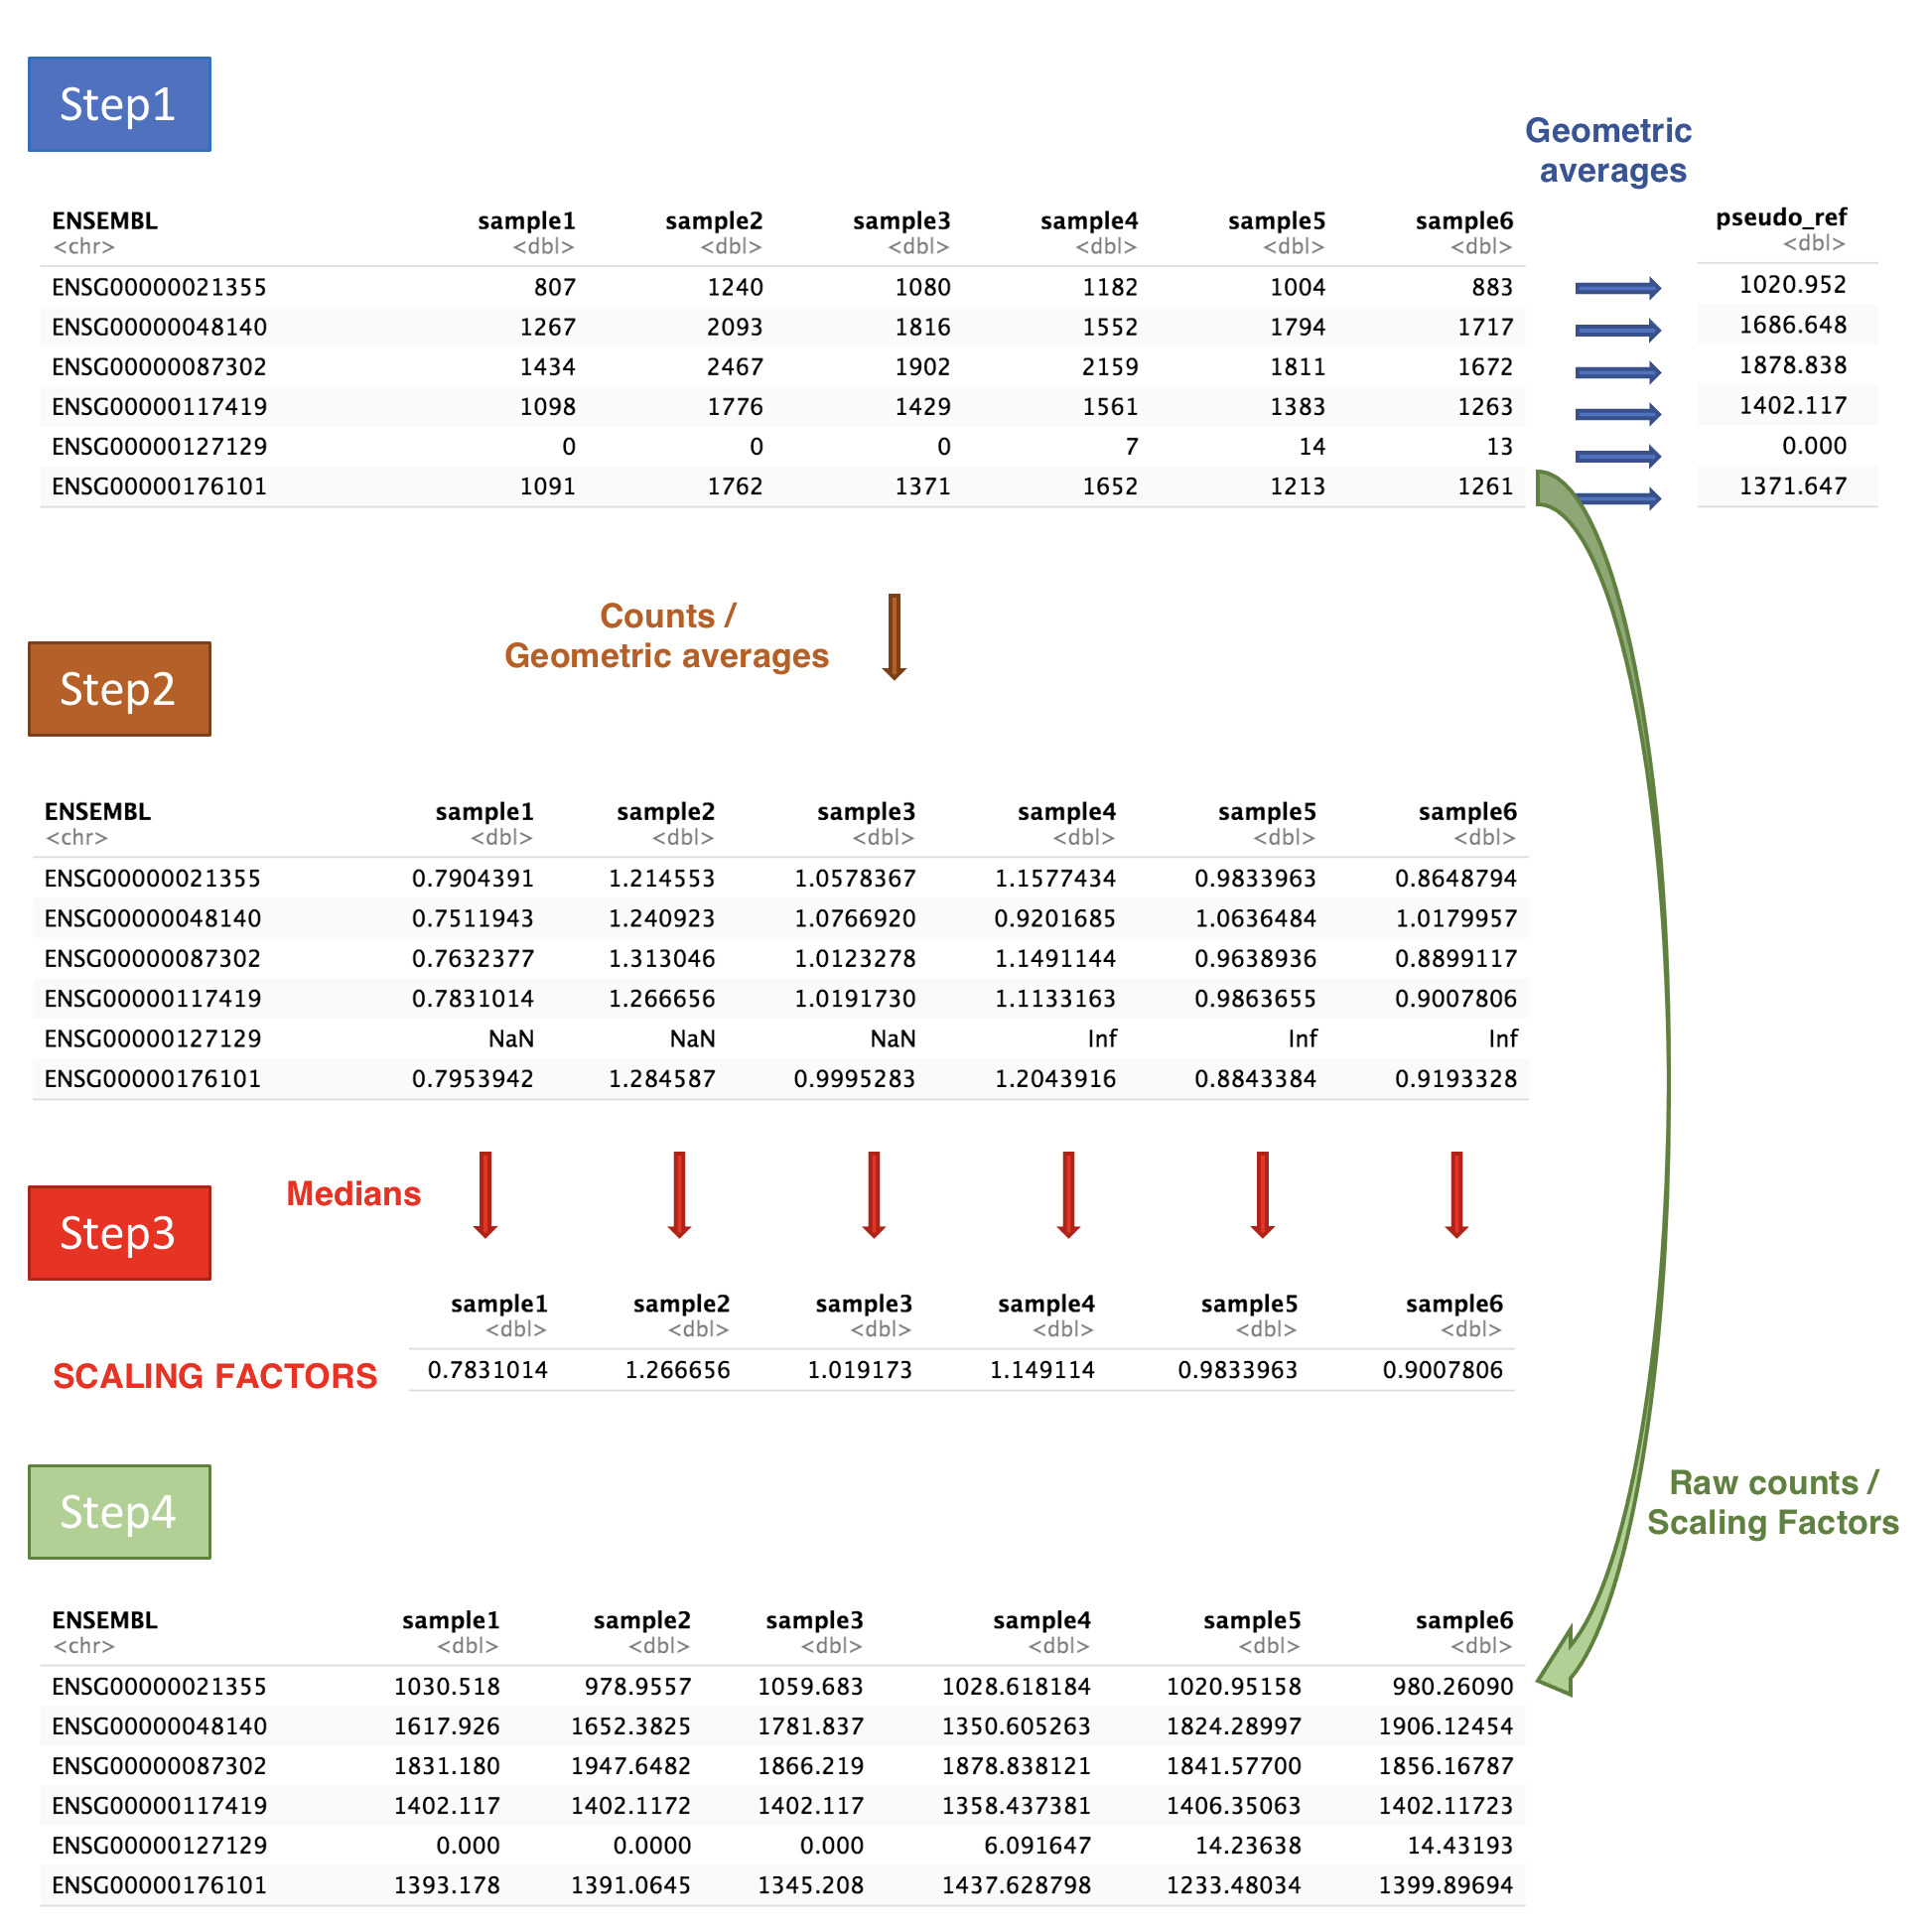 Step1
Geometric
averages
ENSEMBL sample1 sample2 sample3 sample4 sample5 sample6 pseudo_ref
<chr> <dbl> <dbl> <dbl> <dbl> <dbl> <dbl> <dbl>
ENSG00000021355 807 1240 1080 1182 1004 883 1020.952
ENSG00000048140 1267 2093 1816 1552 1794 1717 1686.648
ENSG00000087302 1434 2467 1902 2159 1811 1672 1878.838
ENSG00000117419 1098 1776 1429 1561 1383 1263 1402.117
ENSG00000127129 0 0 0 7 14 13 0.000
ENSG00000176101 1091 1762 1371 1652 1213 1261 1371.647
Counts /
Geometric averages
Step2
ENSEMBL sample1 sample2 sample3 sample4 sample5 sample6
<chr> <dbl> <dbl> <dbl> <dbl> <dbl> <dbl>
ENSG00000021355 0.7904391 1.214553 1.0578367 1.1577434 0.9833963 0.8648794
ENSG00000048140 0.7511943 1.240923 1.0766920 0.9201685 1.0636484 1.0179957
ENSG00000087302 0.7632377 1.313046 1.0123278 1.1491144 0.9638936 0.8899117
ENSG00000117419 0.7831014 1.266656 1.0191730 1.1133163 0.9863655 0.9007806
ENSG00000127129 NaN NaN NaN Inf Inf Inf
ENSG00000176101 0.7953942 1.284587 0.9995283 1.2043916 0.8843384 0.9193328
Medians
Step3
sample1 sample2 sample3 sample4 sample5 sample6
<dbl> <dbl> <dbl> <dbl> <dbl> <dbl>
SCALING FACTORS 0.7831014 1.266656 1.019173 1.149114 0.9833963 0.9007806
Step4
Raw counts /
Scaling Factors
ENSEMBL sample1 sample2 sample3 sample4 sample5 sample6
<chr> <dbl> <dbl> <dbl> <dbl> <dbl> <dbl>
ENSG00000021355 1030.518 978.9557 1059.683 1028.618184 1020.95158 980.26090
ENSG00000048140 1617.926 1652.3825 1781.837 1350.605263 1824.28997 1906.12454
ENSG00000087302 1831.180 1947.6482 1866.219 1878.838121 1841.57700 1856.16787
ENSG00000117419 1402.117 1402.1172 1402.117 1358.437381 1406.35063 1402.11723
ENSG00000127129 0.000 0.0000 0.000 6.091647 14.23638 14.43193
ENSG00000176101 1393.178 1391.0645 1345.208 1437.628798 1233.48034 1399.89694